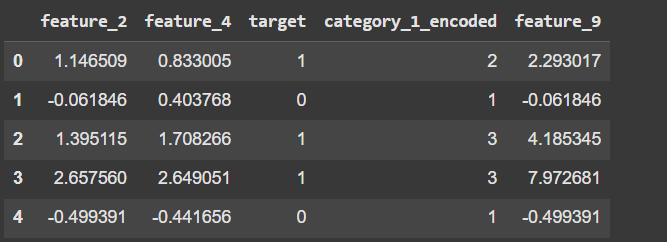 feature_2 feature_4 target category_1_encoded feature_9
0 1.146509 0.833005 1 2 2.293017
1 -0.061846 0.403768 0 1 -0.061846
2 1.395115 1.708266 1 3 4.185345
3 2.657560 2.649051 1 3 7.972681
4 -0.499391 -0.441656 0 1 -0.499391